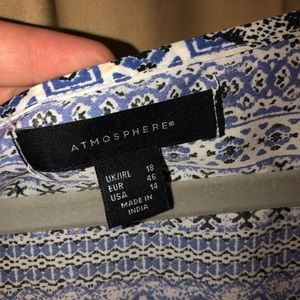 ATMOSPHERE®
UK/IRL 18
EUR 46
USA 14
MADE IN
INDIA